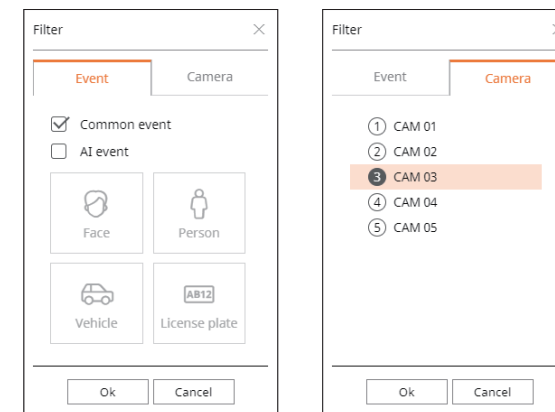 Filter
Event Camera
Common event
AI event
Face Person
AB12
Vehicle License plate
Ok Cancel
Filter
Event Camera
1 CAM 01
2 CAM 02
3 CAM 03
4 CAM 04
5 CAM 05
Ok Cancel